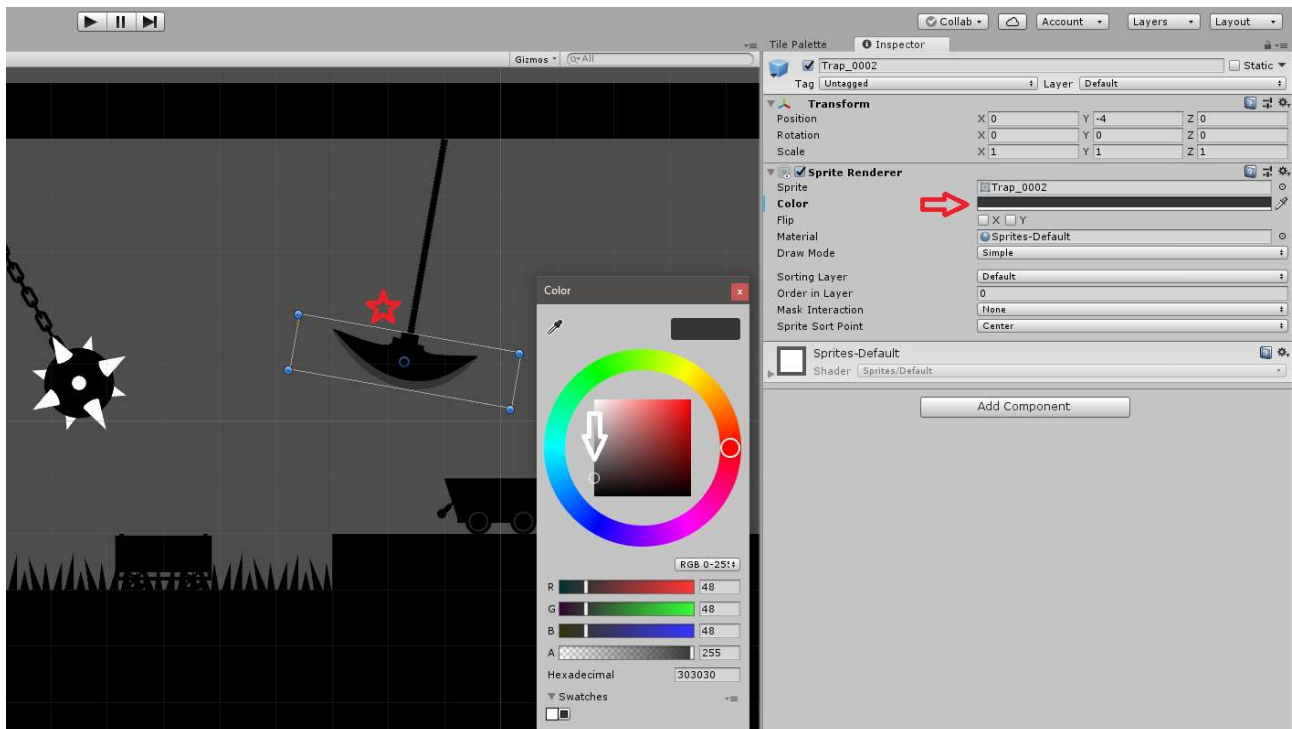 Collab
Account
Layers
Layout
Tile Palette
Inspector
Gizmos
All
Trap_0002
Static
Tag Untagged
Layer Default
Transform
Position X 0 Y -4 Z 0
Rotation X 0 Y 0 Z 0
Scale X 1 Y 1 Z 1
Sprite Renderer
Sprite Trap_0002
Color
Flip X Y
Material Sprites-Default
Draw Mode Simple
Sorting Layer Default
Order in Layer 0
Mask Interaction None
Sprite Sort Point Center
Sprites-Default
Shader Sprites/Default
Add Component
Color
x
RGB 0-25
R 48
G 48
B 48
A 255
Hexadecimal 303030
Swatches